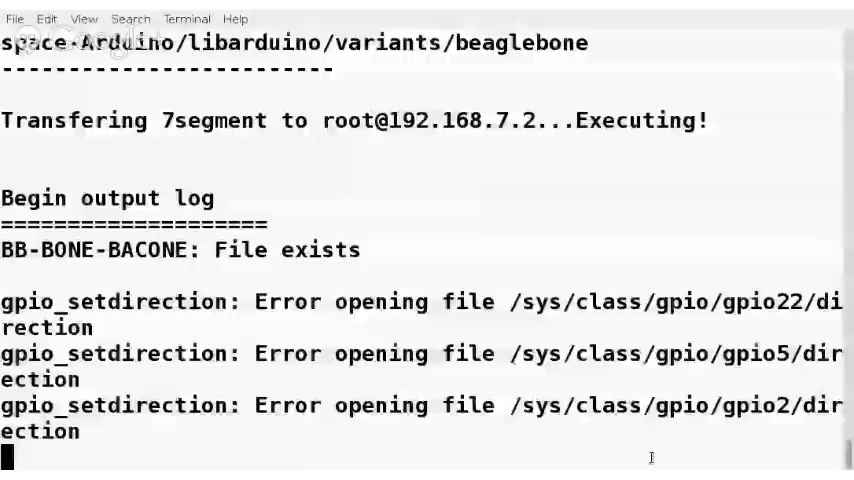 File Edit View Search Terminal Help
Google+
space-Arduino/libarduino/variants/beaglebone
-------------------------
Transfering 7segment to root@192.168.7.2...Executing!
Begin output log
====================
BB-BONE-BACONE: File exists
gpio_setdirection: Error opening file /sys/class/gpio/gpio22/di
rection
gpio_setdirection: Error opening file /sys/class/gpio/gpio5/dir
ection
gpio_setdirection: Error opening file /sys/class/gpio/gpio2/dir
ection